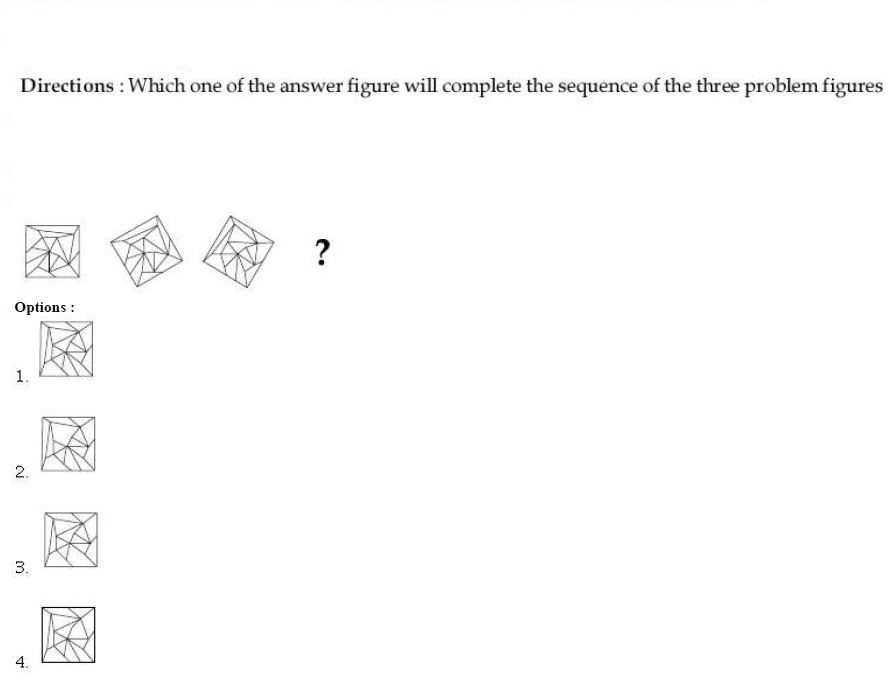 Directions : Which one of the answer figure will complete the sequence of the three problem figures
?
Options :
1.
2.
3.
4.